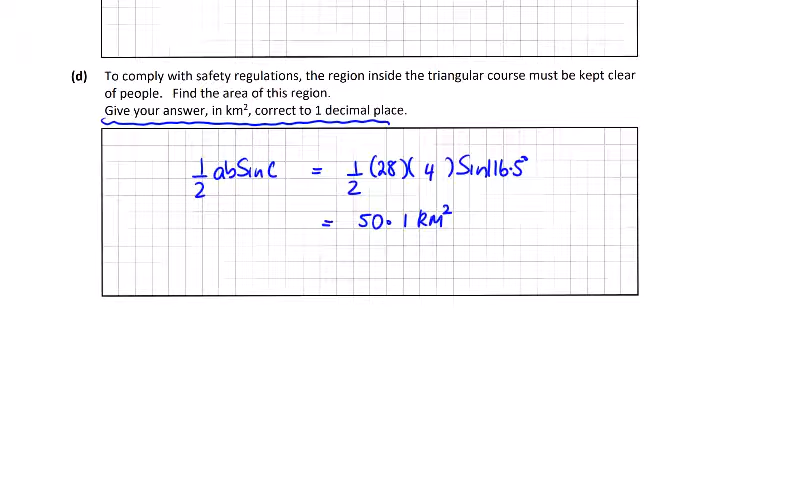 (d) To comply with safety regulations, the region inside the triangular course must be kept clear
of people. Find the area of this region.
Give your answer, in km², correct to 1 decimal place.
1/2 abSinC = 1/2 (28)( 4 ) Sin116.5°
= 50.1 km²